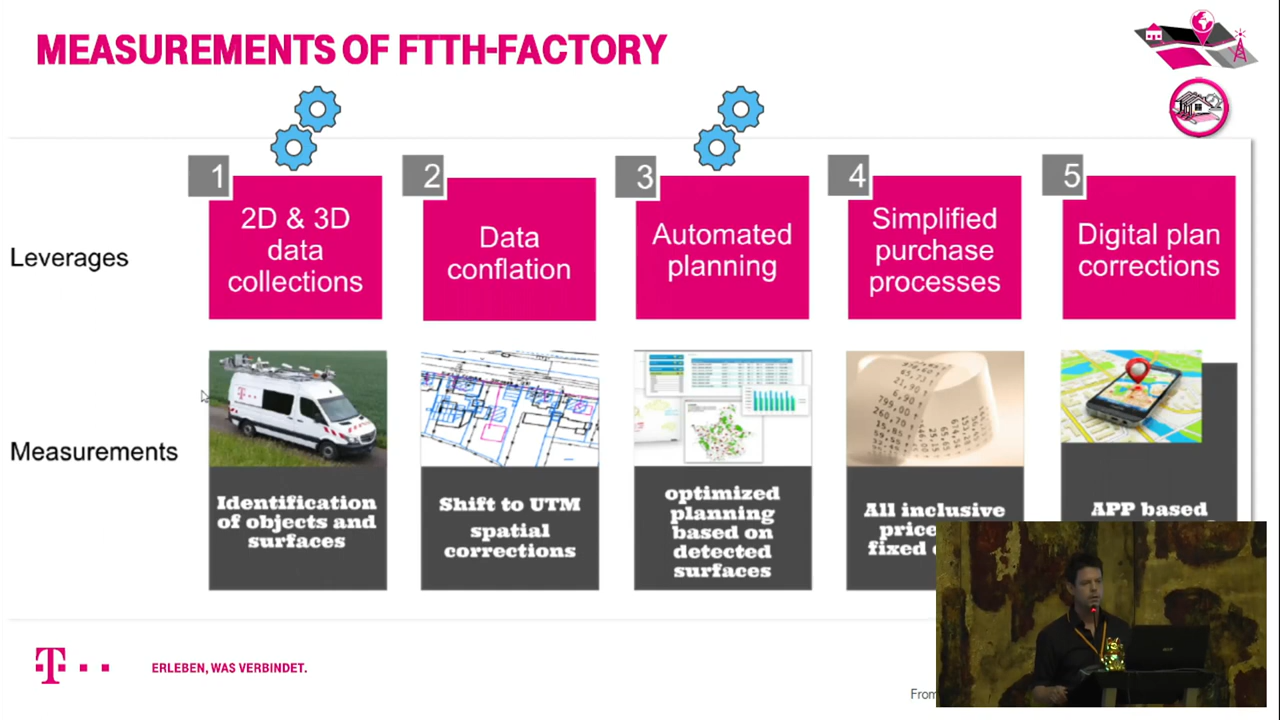 MEASUREMENTS OF FTTH-FACTORY
Leverages
1
2D & 3D
data
collections
2
Data
conflation
3
Automated
planning
4
Simplified
purchase
processes
5
Digital plan
corrections
Measurements
Identification
of objects and
surfaces
Shift to UTM
spatial
corrections
optimized
planning
based on
detected
surfaces
All inclusive
price
fixed
APP based
T
ERLEBEN, WAS VERBINDET.
From